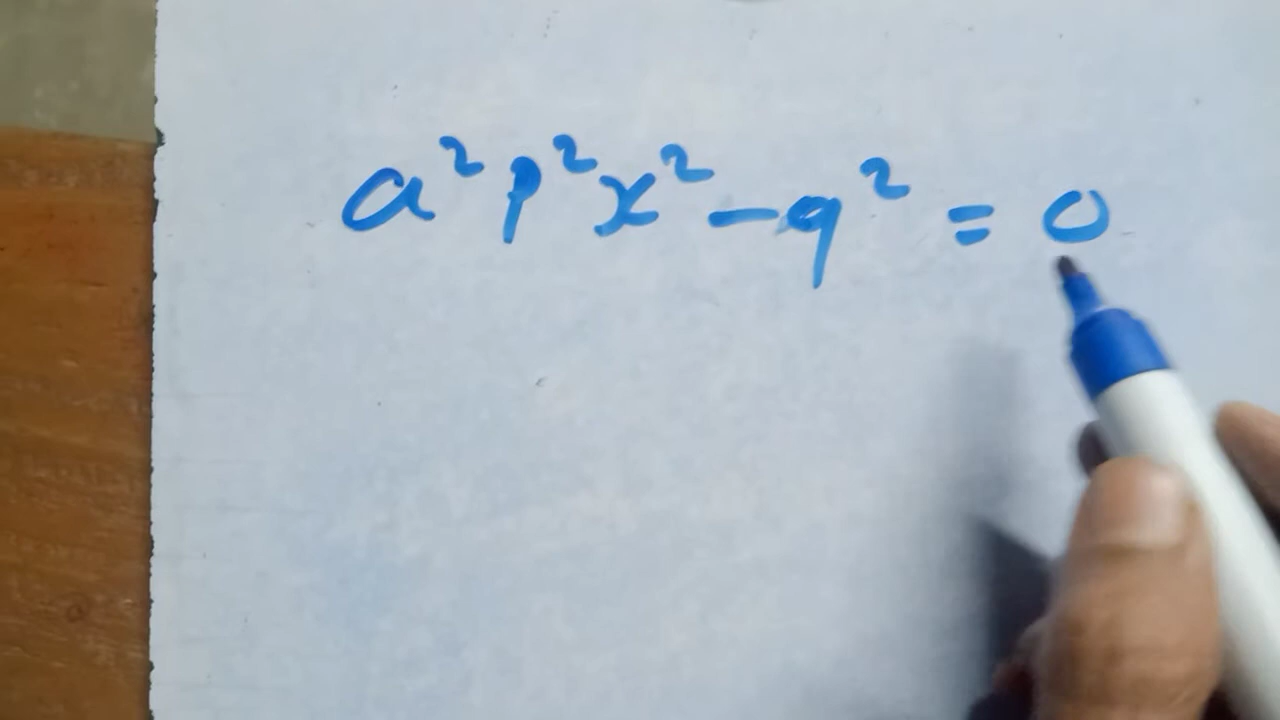 a²p²x² – q² = 0